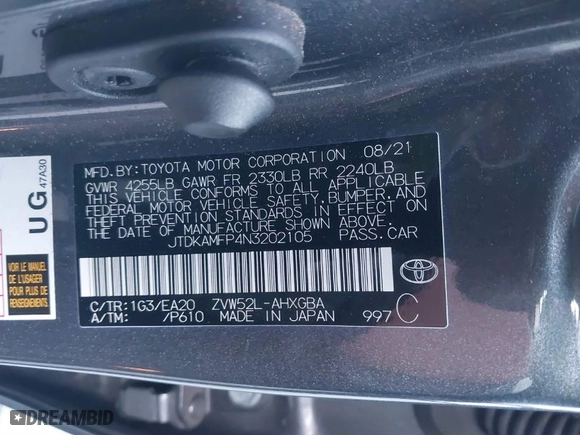 MFD. BY: TOYOTA MOTOR CORPORATION 08/21
GVWR 4255LB GAWR FR 2330LB RR 2240LB
THIS VEHICLE CONFORMS TO ALL APPLICABLE
FEDERAL MOTOR VEHICLE SAFETY, BUMPER, AND
THEFT PREVENTION STANDARDS IN EFFECT ON
THE DATE OF MANUFACTURE SHOWN ABOVE.
JTDKAMFP4N3202105 PASS. CAR
C/TR: 1G3/EA20 ZVW52L-AHXGBA
A/TM: /P610 MADE IN JAPAN 997 C
TOYOTA
UG
47A30
VOIR LE MANUEL
POUR PLUS DE
PRÉCISIONS.
DREAMBID